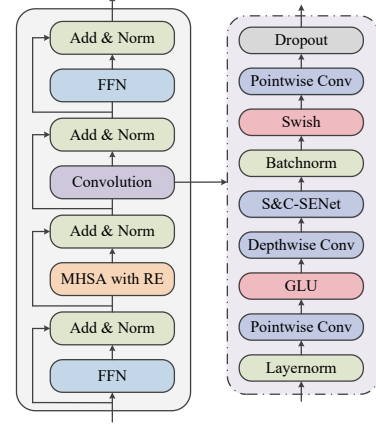 Add & Norm
FFN
Add & Norm
Convolution
Add & Norm
MHSA with RE
Add & Norm
FFN
Dropout
Pointwise Conv
Swish
Batchnorm
S&C-SENet
Depthwise Conv
GLU
Pointwise Conv
Layernorm